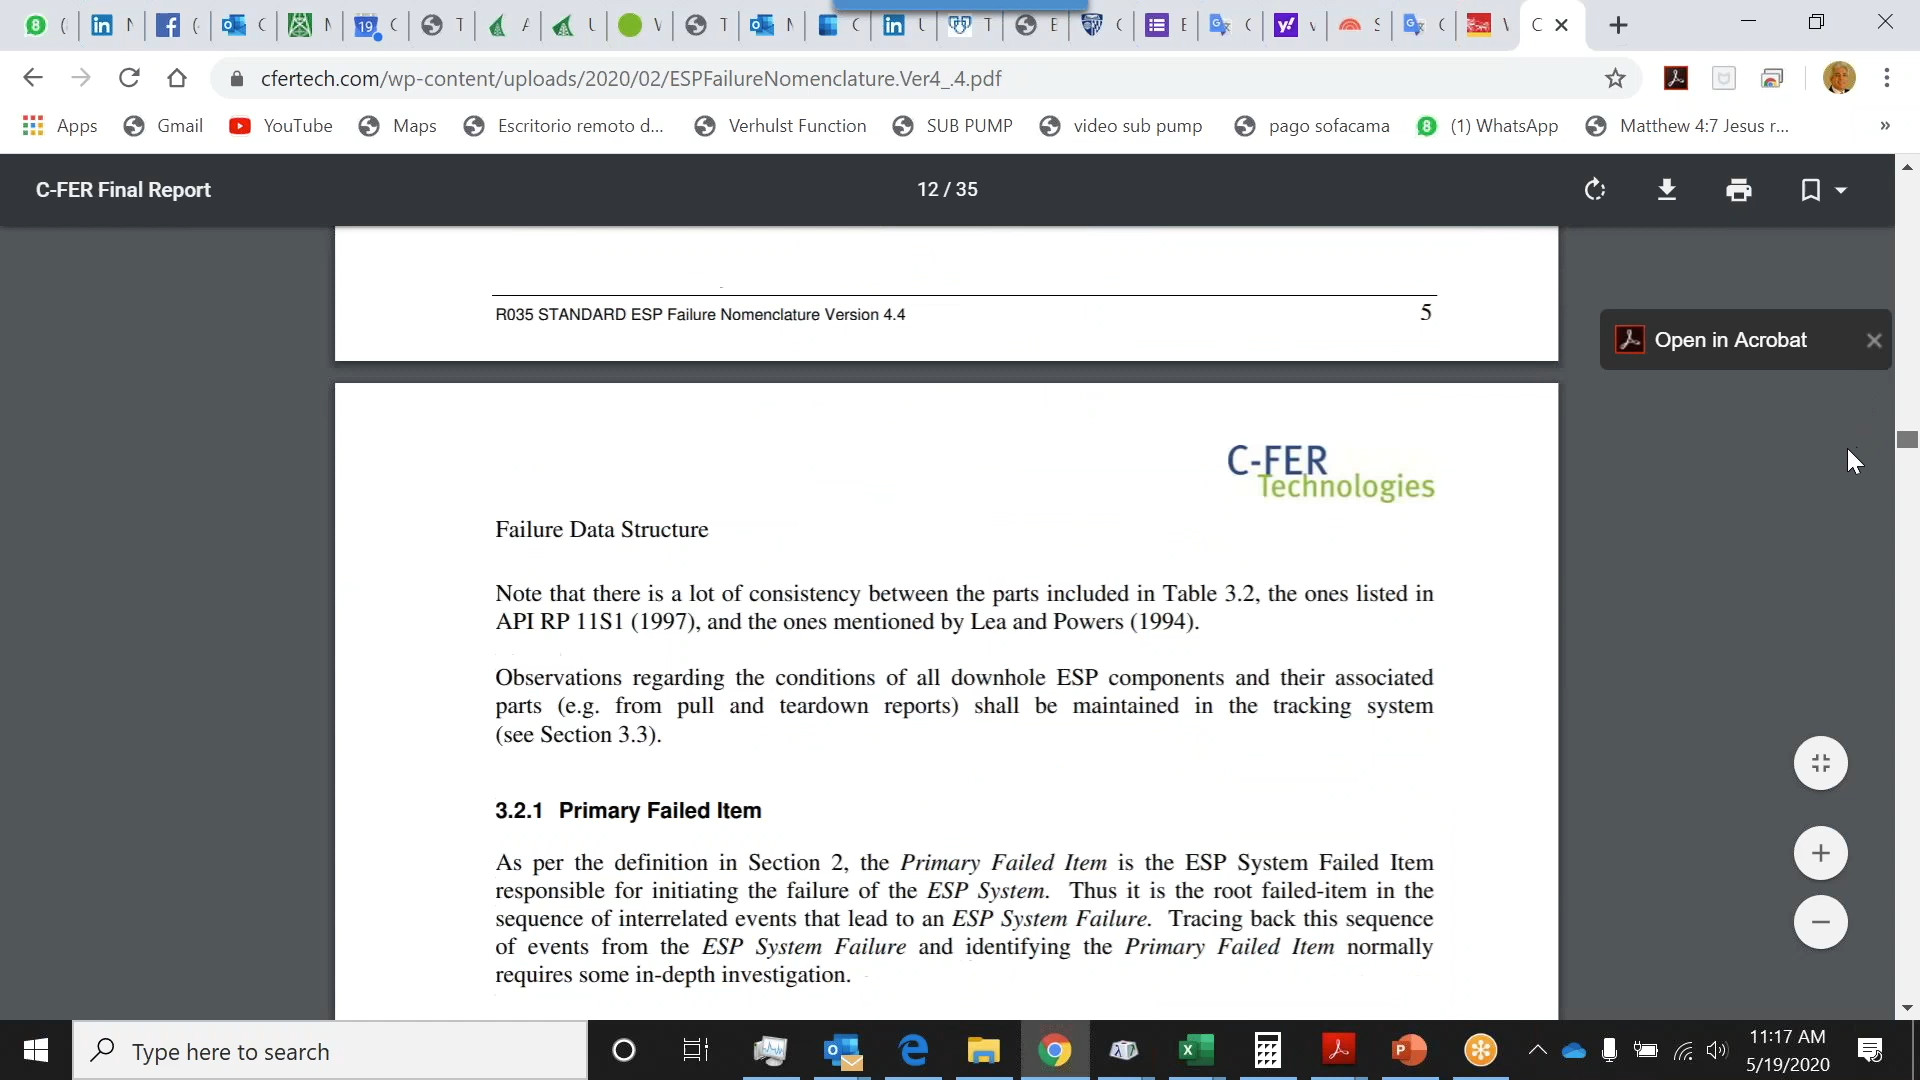 cfertech.com/wp-content/uploads/2020/02/ESPFailureNomenclature.Ver4_.4.pdf
Apps Gmail YouTube Maps Escritorio remoto d... Verhulst Function SUB PUMP video sub pump pago sofacama (1) WhatsApp Matthew 4:7 Jesus r... »
C-FER Final Report 12 / 35
R035 STANDARD ESP Failure Nomenclature Version 4.4 5
Open in Acrobat
C-FER
Technologies
Failure Data Structure
Note that there is a lot of consistency between the parts included in Table 3.2, the ones listed in
API RP 11S1 (1997), and the ones mentioned by Lea and Powers (1994).
Observations regarding the conditions of all downhole ESP components and their associated
parts (e.g. from pull and teardown reports) shall be maintained in the tracking system
(see Section 3.3).
3.2.1 Primary Failed Item
As per the definition in Section 2, the Primary Failed Item is the ESP System Failed Item
responsible for initiating the failure of the ESP System. Thus it is the root failed-item in the
sequence of interrelated events that lead to an ESP System Failure. Tracing back this sequence
of events from the ESP System Failure and identifying the Primary Failed Item normally
requires some in-depth investigation.
Type here to search
11:17 AM
5/19/2020